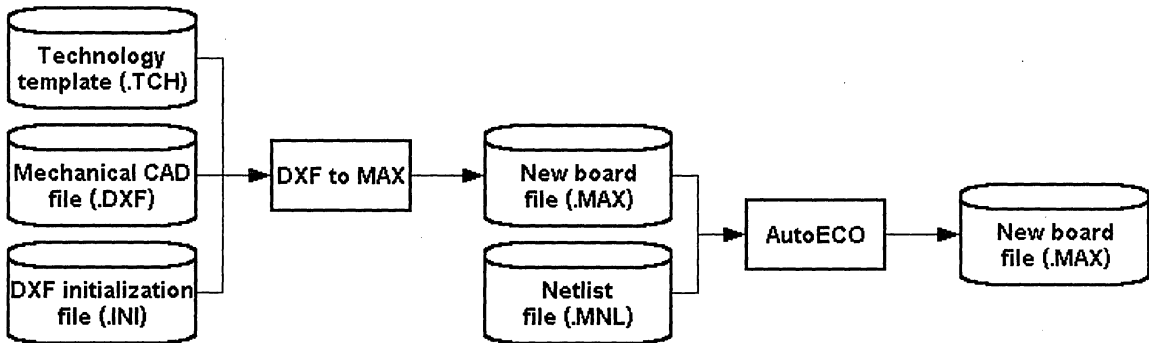 Technology
template (.TCH)
Mechanical CAD
file (.DXF)
DXF initialization
file (.INI)
DXF to MAX
New board
file (.MAX)
Netlist
file (.MNL)
AutoECO
New board
file (.MAX)